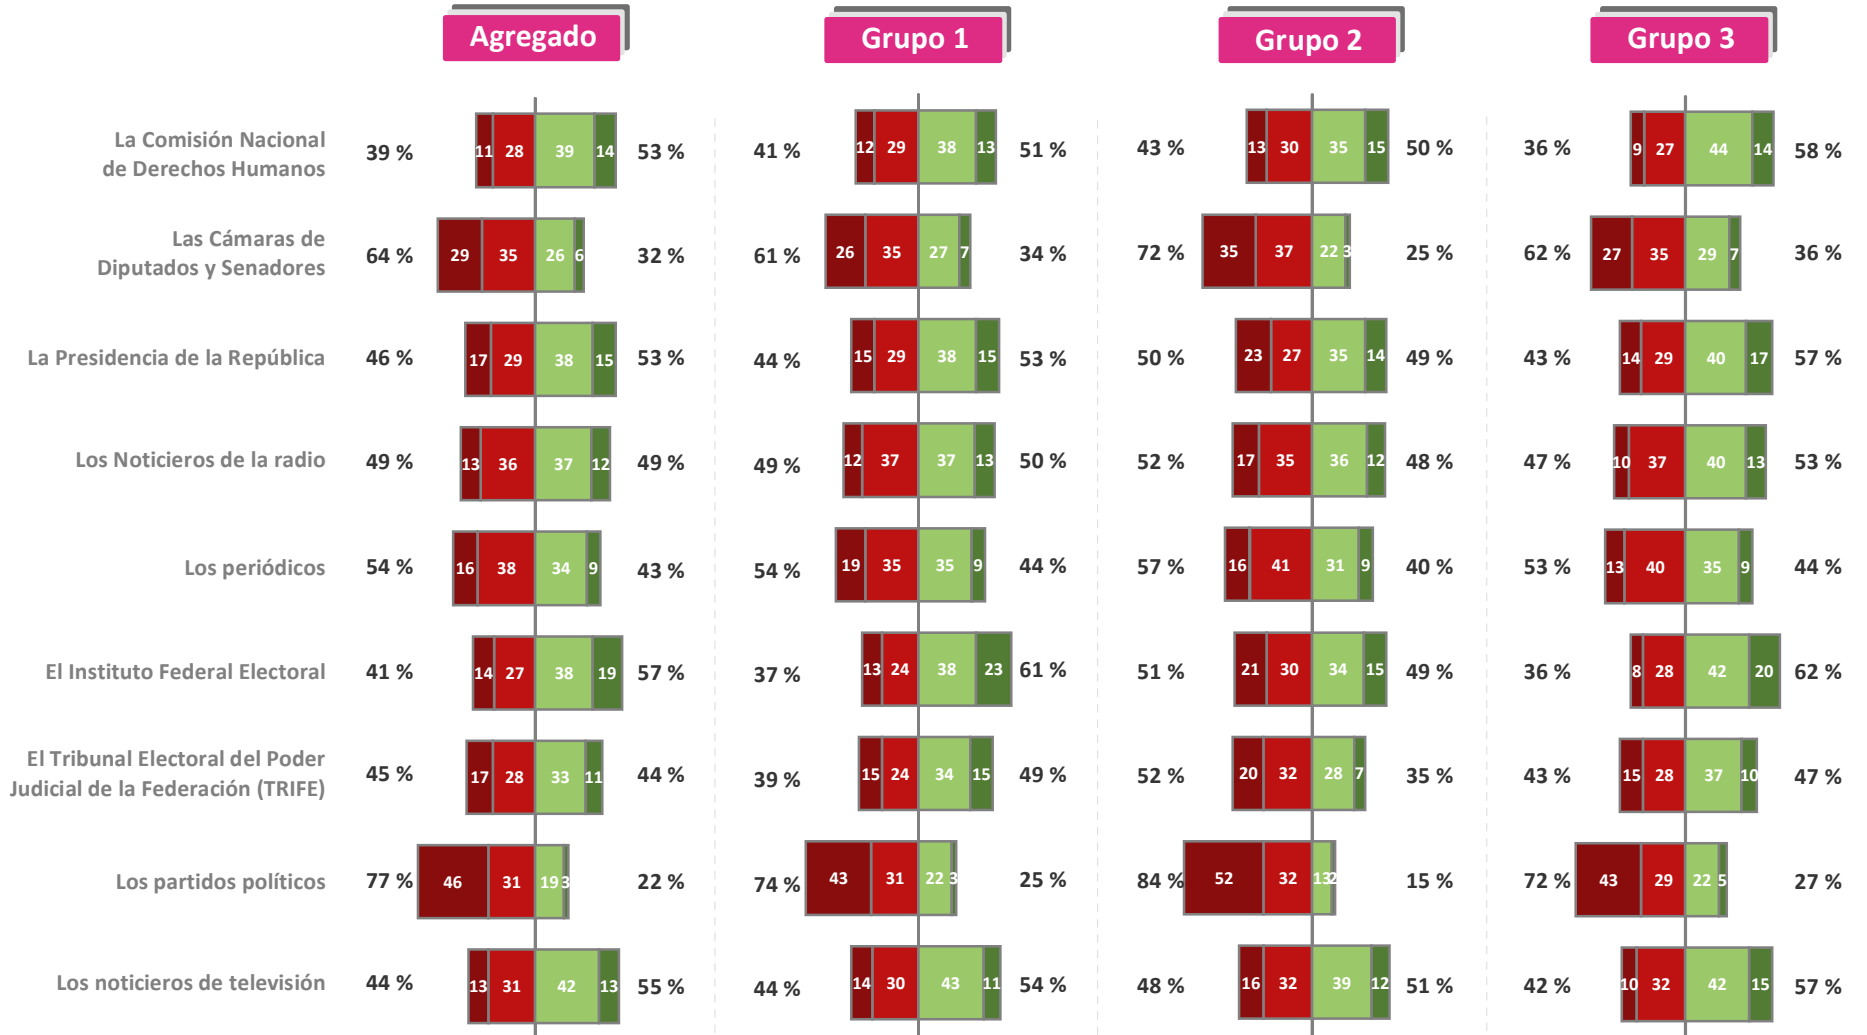 Agregado Grupo 1 Grupo 2 Grupo 3
La Comisión Nacional
de Derechos Humanos
39 % 11 28 39 14 53 % 41 % 12 29 38 13 51 % 43 % 13 30 35 15 50 % 36 % 9 27 44 14 58 %
Las Cámaras de
Diputados y Senadores
64 % 29 35 26 6 32 % 61 % 26 35 27 7 34 % 72 % 35 37 22 3 25 % 62 % 27 35 29 7 36 %
La Presidencia de la República 46 % 17 29 38 15 53 % 44 % 15 29 38 15 53 % 50 % 23 27 35 14 49 % 43 % 14 29 40 17 57 %
Los Noticieros de la radio 49 % 13 36 37 12 49 % 49 % 12 37 37 13 50 % 52 % 17 35 36 12 48 % 47 % 10 37 40 13 53 %
Los periódicos 54 % 16 38 34 9 43 % 54 % 19 35 35 9 44 % 57 % 16 41 31 9 40 % 53 % 13 40 35 9 44 %
El Instituto Federal Electoral 41 % 14 27 38 19 57 % 37 % 13 24 38 23 61 % 51 % 21 30 34 15 49 % 36 % 8 28 42 20 62 %
El Tribunal Electoral del Poder
Judicial de la Federación (TRIFE)
45 % 17 28 33 11 44 % 39 % 15 24 34 15 49 % 52 % 20 32 28 7 35 % 43 % 15 28 37 10 47 %
Los partidos políticos 77 % 46 31 19 3 22 % 74 % 43 31 22 3 25 % 84 % 52 32 13 2 15 % 72 % 43 29 22 5 27 %
Los noticieros de televisión 44 % 13 31 42 13 55 % 44 % 14 30 43 11 54 % 48 % 16 32 39 12 51 % 42 % 10 32 42 15 57 %